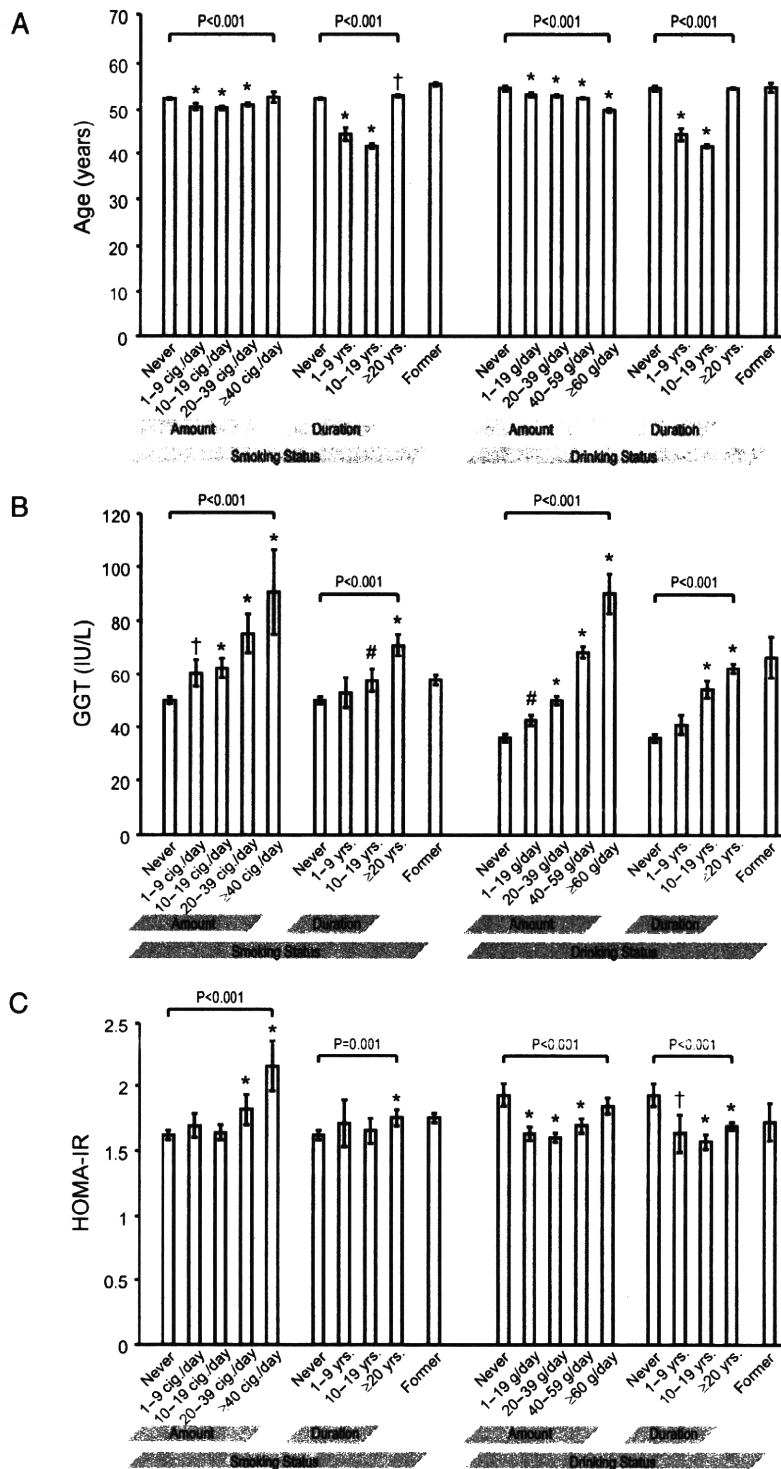 A
P<0.001 P<0.001 P<0.001 P<0.001
* * * * * † * * * * * *
Age (years)
70
60
50
40
30
20
10
0
Never 1–9 cig./day 10–19 cig./day 20–39 cig./day ≥40 cig./day Never 1–9 yrs. 10–19 yrs. ≥20 yrs. Former Never 1–19 g/day 20–39 g/day 40–59 g/day ≥60 g/day Never 1–9 yrs. 10–19 yrs. ≥20 yrs. Former
Amount Duration Amount Duration
Smoking Status Drinking Status
B
P<0.001 P<0.001 P<0.001 P<0.001
† * * * # * # * * * * *
GGT (IU/L)
120
100
80
60
40
20
0
Never 1–9 cig./day 10–19 cig./day 20–39 cig./day ≥40 cig./day Never 1–9 yrs. 10–19 yrs. ≥20 yrs. Former Never 1–19 g/day 20–39 g/day 40–59 g/day ≥60 g/day Never 1–9 yrs. 10–19 yrs. ≥20 yrs. Former
Amount Duration Amount Duration
Smoking Status Drinking Status
C
P<0.001 P=0.001 P<0.001 P<0.001
* * * * * * † * *
HOMA-IR
2.5
2
1.5
1
0.5
0
Never 1–9 cig./day 10–19 cig./day 20–39 cig./day ≥40 cig./day Never 1–9 yrs. 10–19 yrs. ≥20 yrs. Former Never 1–19 g/day 20–39 g/day 40–59 g/day ≥60 g/day Never 1–9 yrs. 10–19 yrs. ≥20 yrs. Former
Amount Duration Amount Duration
Smoking Status Drinking Status